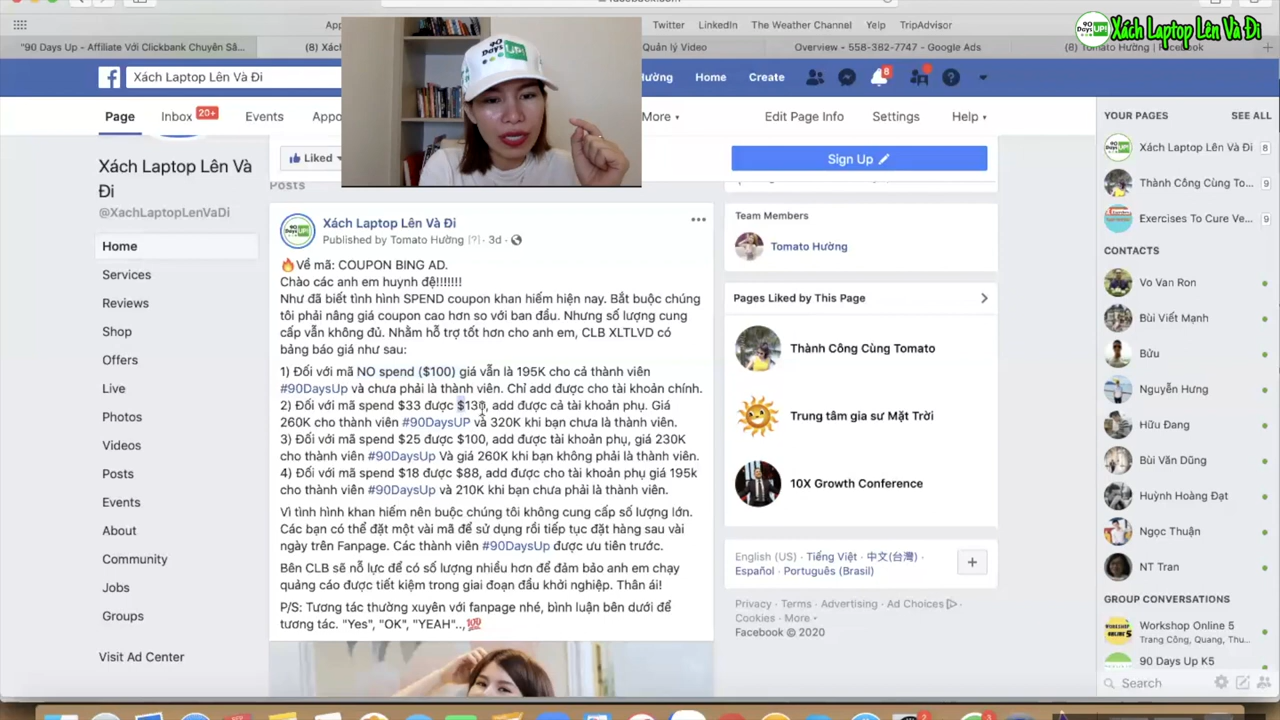 facebook.com
Twitter LinkedIn The Weather Channel Yelp TripAdvisor
90 Days UP! Xách Laptop Lên Và Đi
"90 Days Up - Affiliate Với Clickbank Chuyên Sâ...
Quản lý Video
Overview - 558-382-7747 - Google Ads
(8) Tomato Hường | Facebook
Xách Laptop Lên Và Đi
Hường Home Create
8
Page Inbox 20+ Events
More
Edit Page Info Settings Help
90 Days UP!
Liked
Sign Up
Posts
Xách Laptop Lên Và
Đi
@XachLaptopLenVaDi
Home
Services
Reviews
Shop
Offers
Live
Photos
Videos
Posts
Events
About
Community
Jobs
Groups
Visit Ad Center
Xách Laptop Lên Và Đi
Published by Tomato Hường [?] · 3d ·
🔥Về mã: COUPON BING AD.
Chào các anh em huynh đệ!!!!!!!
Như đã biết tình hình SPEND coupon khan hiếm hiện nay. Bắt buộc chúng
tôi phải nâng giá coupon cao hơn so với ban đầu. Nhưng số lượng cung
cấp vẫn không đủ. Nhằm hỗ trợ tốt hơn cho anh em, CLB XLTLVD có
bảng báo giá như sau:
1) Đối với mã NO spend ($100) giá vẫn là 195K cho cả thành viên
#90DaysUp và chưa phải là thành viên. Chỉ add được cho tài khoản chính.
2) Đối với mã spend $33 được $130, add được cả tài khoản phụ. Giá
260K cho thành viên #90DaysUP và 320K khi bạn chưa là thành viên.
3) Đối với mã spend $25 được $100, add được tài khoản phụ, giá 230K
cho thành viên #90DaysUp Và giá 260K khi bạn không phải là thành viên.
4) Đối với mã spend $18 được $88, add được cho tài khoản phụ giá 195k
cho thành viên #90DaysUp và 210K khi bạn chưa phải là thành viên.
Vì tình hình khan hiếm nên buộc chúng tôi không cung cấp số lượng lớn.
Các bạn có thể đặt một vài mã để sử dụng rồi tiếp tục đặt hàng sau vài
ngày trên Fanpage. Các thành viên #90DaysUp được ưu tiên trước.
Bên CLB sẽ nỗ lực để có số lượng nhiều hơn để đảm bảo anh em chạy
quảng cáo được tiết kiệm trong giai đoạn đầu khởi nghiệp. Thân ái!
P/S: Tương tác thường xuyên với fanpage nhé, bình luận bên dưới để
tương tác. "Yes", "OK", "YEAH"..,💯
Team Members
Tomato Hường
Pages Liked by This Page
Thành Công Cùng Tomato
Trung tâm gia sư Mặt Trời
10X Growth Conference
English (US) · Tiếng Việt · 中文(台灣) ·
Español · Português (Brasil)
Privacy · Terms · Advertising · Ad Choices ·
Cookies · More
Facebook © 2020
YOUR PAGES SEE ALL
Xách Laptop Lên Và Đi 8
Thành Công Cùng To... 9
Exercises To Cure Ve... 9
CONTACTS
Vo Van Ron
Bùi Viết Mạnh
Bửu
Nguyễn Hưng
Hữu Đang
Bùi Văn Dũng
Huỳnh Hoàng Đạt
Ngọc Thuận
NT Tran
GROUP CONVERSATIONS
Workshop Online 5
Trang Công, Quang, Thu...
90 Days Up K5
Search